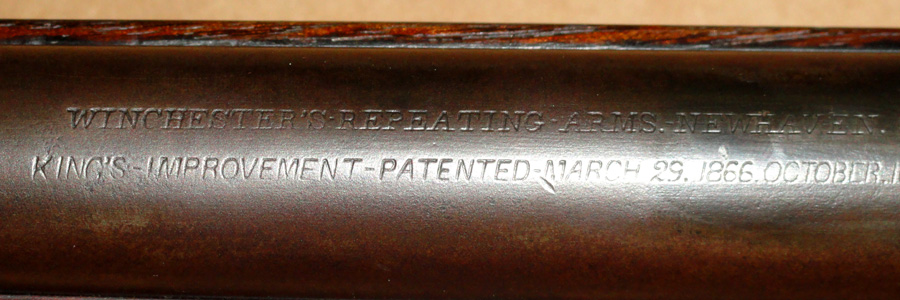 WINCHESTER'S-REPEATING-ARMS.-NEWHAVEN.
KING'S-IMPROVEMENT-PATENTED-MARCH 29. 1866. OCTOBER.